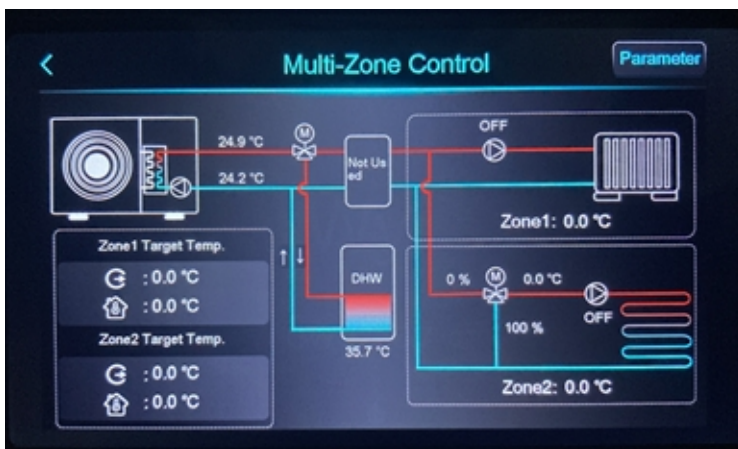 Multi-Zone Control
Parameter
24.9 °C
24.2 °C
M
Not Us
ed
OFF
Zone1: 0.0 °C
Zone1 Target Temp.
: 0.0 °C
: 0.0 °C
Zone2 Target Temp.
: 0.0 °C
: 0.0 °C
DHW
35.7 °C
0 %
M
0.0 °C
100 %
OFF
Zone2: 0.0 °C